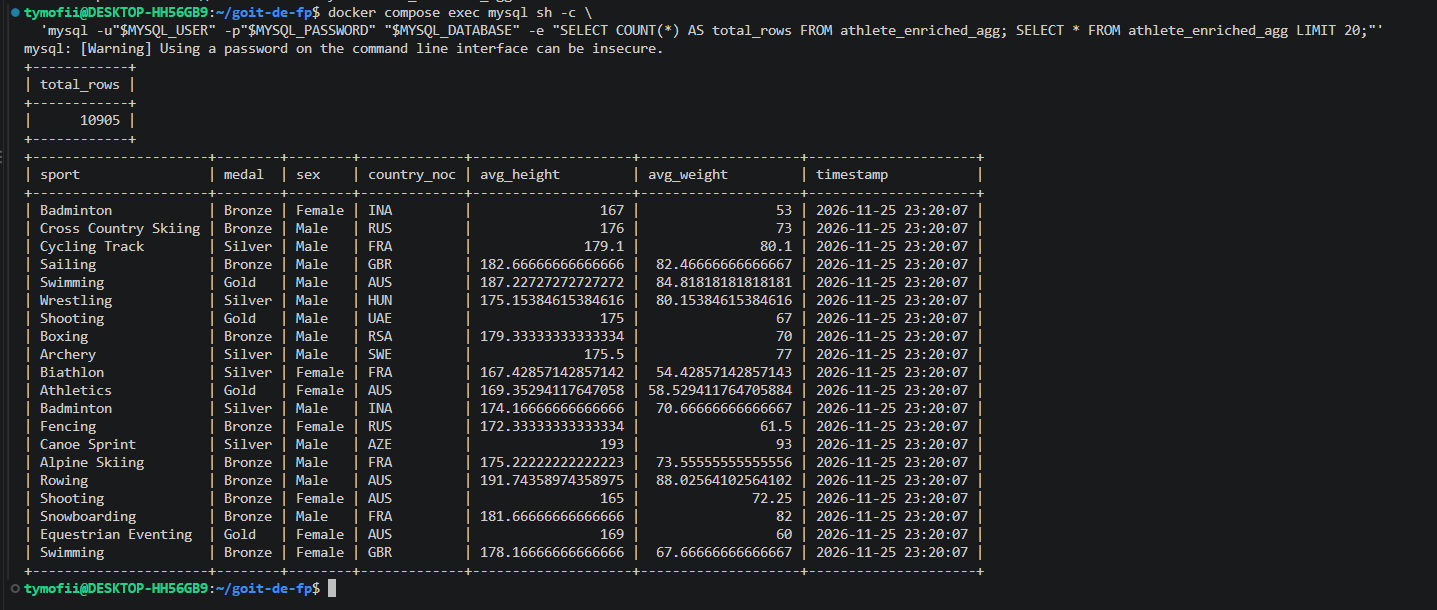 tymofii@DESKTOP-HH56GB9:~/goit-de-fp$ docker compose exec mysql sh -c \
  'mysql -u"$MYSQL_USER" -p"$MYSQL_PASSWORD" "$MYSQL_DATABASE" -e "SELECT COUNT(*) AS total_rows FROM athlete_enriched_agg; SELECT * FROM athlete_enriched_agg LIMIT 20;"'
mysql: [Warning] Using a password on the command line interface can be insecure.
+------------+
| total_rows |
+------------+
|      10905 |
+------------+
+----------------------+--------+--------+-------------+--------------------+--------------------+---------------------+
| sport                | medal  | sex    | country_noc | avg_height         | avg_weight         | timestamp           |
+----------------------+--------+--------+-------------+--------------------+--------------------+---------------------+
| Badminton            | Bronze | Female | INA         |                167 |                 53 | 2026-11-25 23:20:07 |
| Cross Country Skiing | Bronze | Male   | RUS         |                176 |                 73 | 2026-11-25 23:20:07 |
| Cycling Track        | Silver | Male   | FRA         |              179.1 |               80.1 | 2026-11-25 23:20:07 |
| Sailing              | Bronze | Male   | GBR         | 182.66666666666666 |  82.46666666666667 | 2026-11-25 23:20:07 |
| Swimming             | Gold   | Male   | AUS         | 187.22727272727272 |  84.81818181818181 | 2026-11-25 23:20:07 |
| Wrestling            | Silver | Male   | HUN         | 175.15384615384616 |  80.15384615384616 | 2026-11-25 23:20:07 |
| Shooting             | Gold   | Male   | UAE         |                175 |                 67 | 2026-11-25 23:20:07 |
| Boxing               | Bronze | Male   | RSA         | 179.33333333333334 |                 70 | 2026-11-25 23:20:07 |
| Archery              | Silver | Male   | SWE         |              175.5 |                 77 | 2026-11-25 23:20:07 |
| Biathlon             | Silver | Female | FRA         | 167.42857142857142 |  54.42857142857143 | 2026-11-25 23:20:07 |
| Athletics            | Gold   | Female | AUS         | 169.35294117647058 | 58.529411764705884 | 2026-11-25 23:20:07 |
| Badminton            | Silver | Male   | INA         | 174.16666666666666 |  70.66666666666667 | 2026-11-25 23:20:07 |
| Fencing              | Bronze | Female | RUS         | 172.33333333333334 |               61.5 | 2026-11-25 23:20:07 |
| Canoe Sprint         | Silver | Male   | AZE         |                193 |                 93 | 2026-11-25 23:20:07 |
| Alpine Skiing        | Bronze | Male   | FRA         | 175.22222222222223 |  73.55555555555556 | 2026-11-25 23:20:07 |
| Rowing               | Bronze | Male   | AUS         | 191.74358974358975 |  88.02564102564102 | 2026-11-25 23:20:07 |
| Shooting             | Bronze | Female | AUS         |                165 |              72.25 | 2026-11-25 23:20:07 |
| Snowboarding         | Bronze | Male   | FRA         | 181.66666666666666 |                 82 | 2026-11-25 23:20:07 |
| Equestrian Eventing  | Gold   | Female | AUS         |                169 |                 60 | 2026-11-25 23:20:07 |
| Swimming             | Bronze | Female | GBR         | 178.16666666666666 |  67.66666666666667 | 2026-11-25 23:20:07 |
+----------------------+--------+--------+-------------+--------------------+--------------------+---------------------+
tymofii@DESKTOP-HH56GB9:~/goit-de-fp$